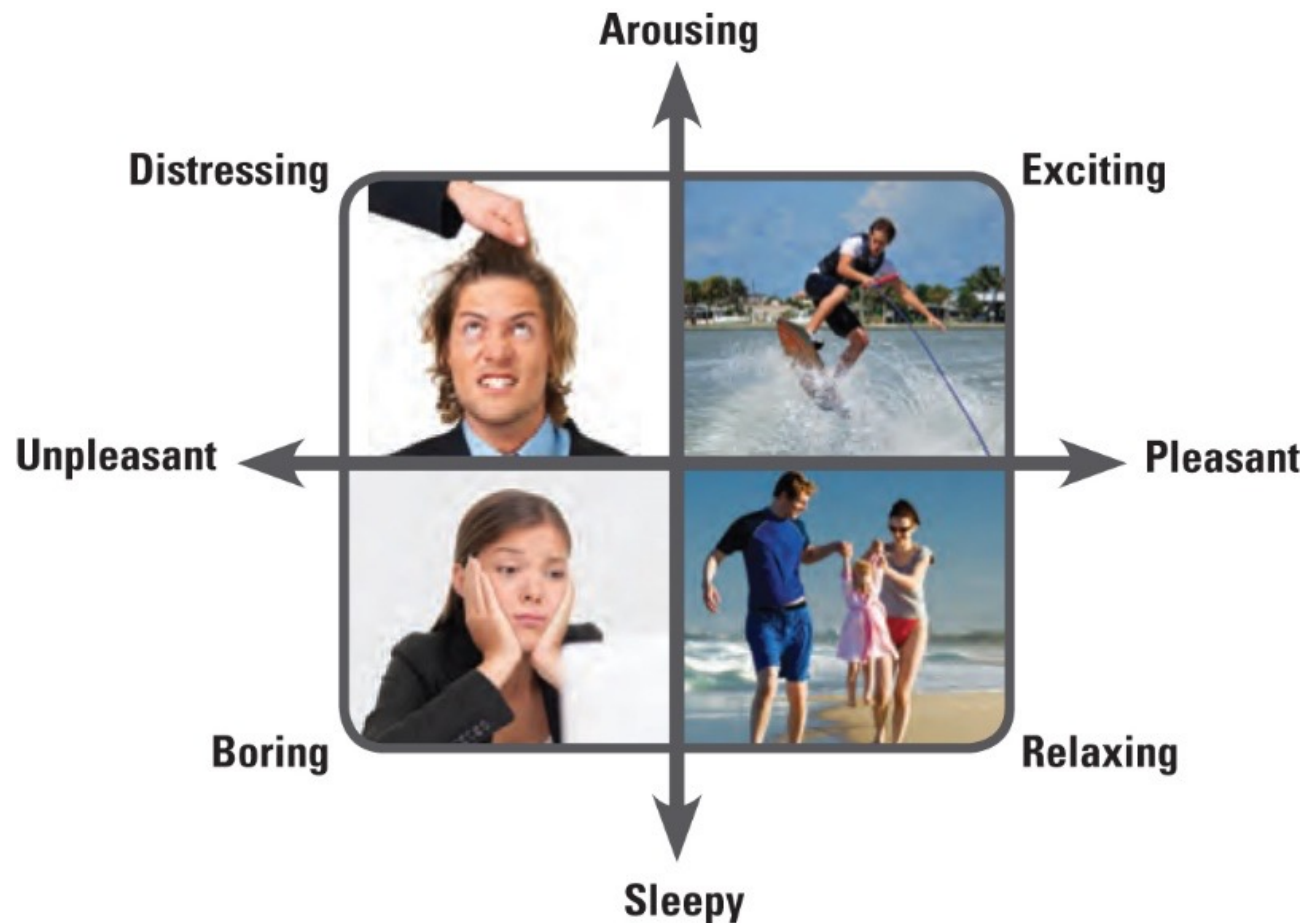 Arousing
Distressing
Exciting
Unpleasant
Pleasant
Boring
Relaxing
Sleepy